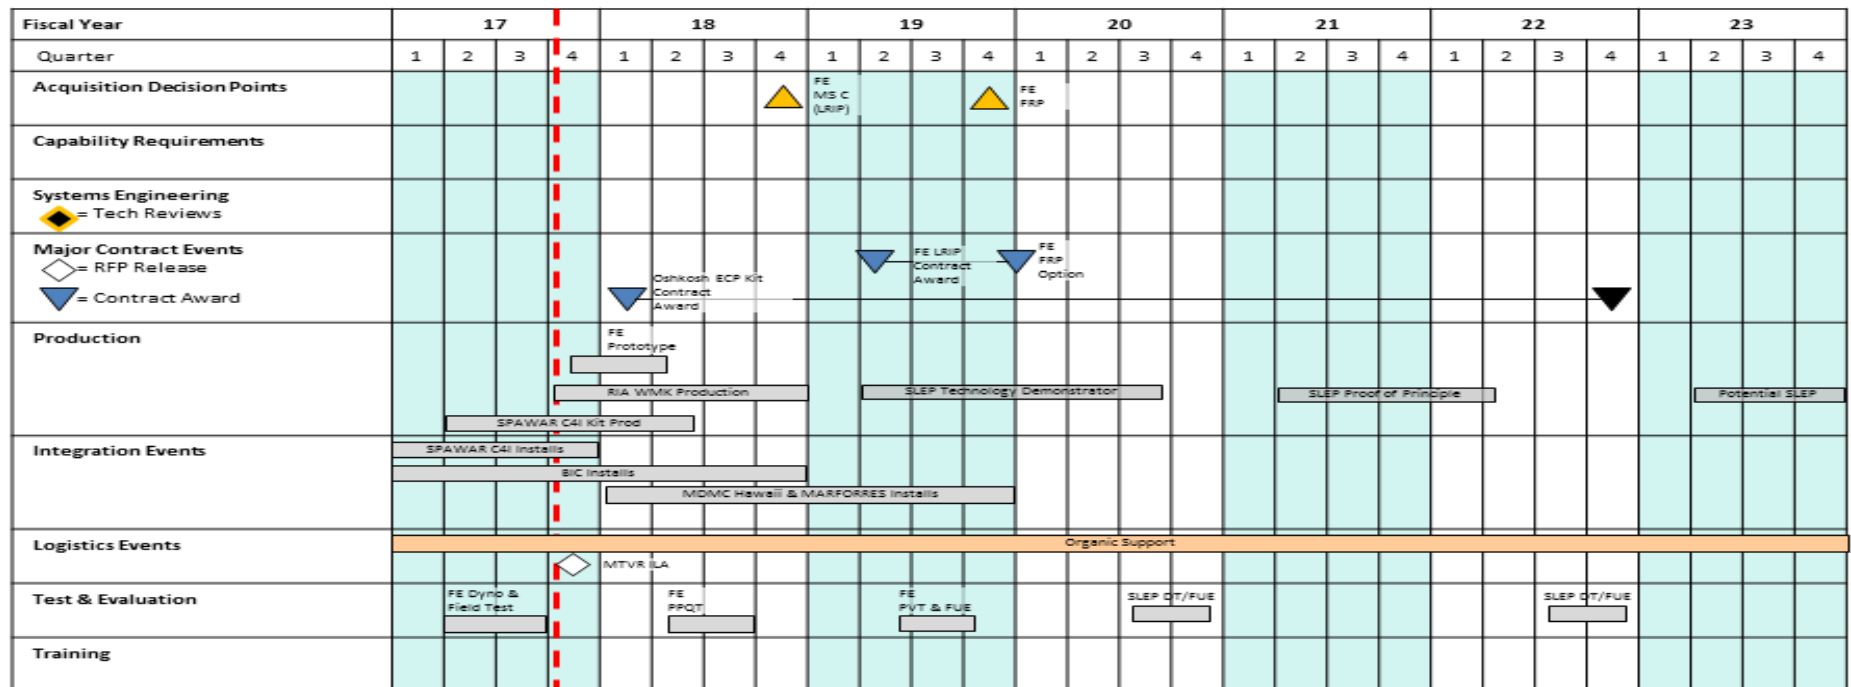 Fiscal Year 17 18 19 20 21 22 23
Quarter 1 2 3 4 1 2 3 4 1 2 3 4 1 2 3 4 1 2 3 4 1 2 3 4 1 2 3 4
Acquisition Decision Points
FE
MS C
(LRIP)
FE
FRP
Capability Requirements
Systems Engineering
= Tech Reviews
Major Contract Events
= RFP Release
= Contract Award
Oshkosh ECP Kit
Contract
Award
FE LRIP
Contract
Award
FE
FRP
Option
Production
FE
Prototype
RIA WMK Production
SLEP Technology Demonstrator
SLEP Proof of Principle
Potential SLEP
SPAWAR C4I Kit Prod
Integration Events
SPAWAR C4I Installs
BIC Installs
MDMC Hawaii & MARFORRES Installs
Logistics Events
Organic Support
MTVR ILA
Test & Evaluation
FE Dyno &
Field Test
FE
PPQT
FE
PVT & FUE
SLEP DT/FUE
SLEP DT/FUE
Training